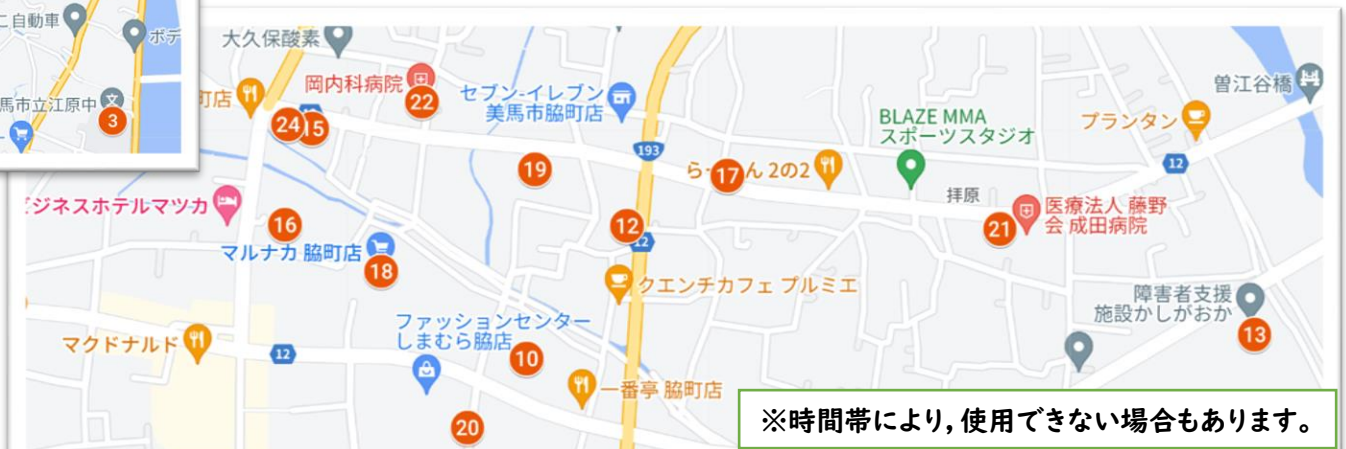 こ自動車
ボデ
馬市立江原中
3
大久保酸素
岡内科病院
22
町店
24
15
セブン-イレブン
美馬市脇町店
193
19
BLAZE MMA
スポーツスタジオ
プランタン
曽江谷橋
12
17
ん 2の2
拝原
医療法人 藤野
会 成田病院
21
ジネスホテルマツカ
16
マルナカ 脇町店
18
12
12
クエンチカフェ プルミエ
障害者支援
施設かしがおか
13
マクドナルド
12
ファッションセンター
しまむら脇店
10
一番亭 脇町店
20
※時間帯により,使用できない場合もあります。